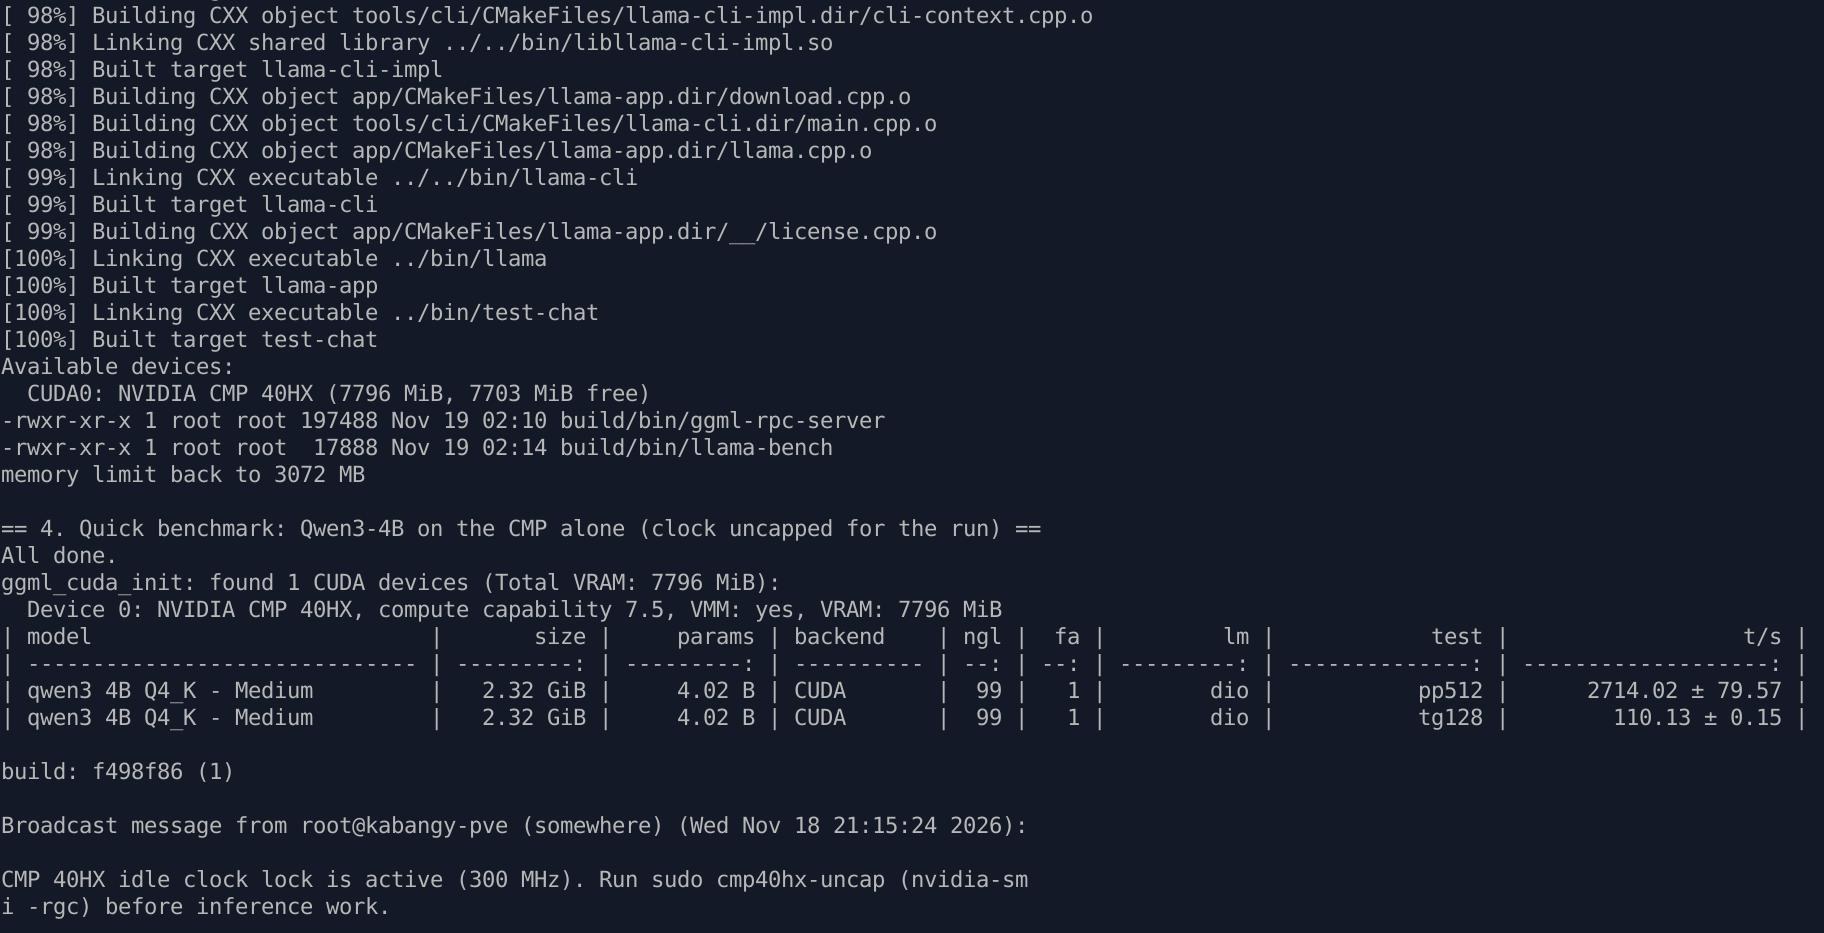 [ 98%] Building CXX object tools/cli/CMakeFiles/llama-cli-impl.dir/cli-context.cpp.o
[ 98%] Linking CXX shared library ../../bin/libllama-cli-impl.so
[ 98%] Built target llama-cli-impl
[ 98%] Building CXX object app/CMakeFiles/llama-app.dir/download.cpp.o
[ 98%] Building CXX object tools/cli/CMakeFiles/llama-cli.dir/main.cpp.o
[ 98%] Building CXX object app/CMakeFiles/llama-app.dir/llama.cpp.o
[ 99%] Linking CXX executable ../../bin/llama-cli
[ 99%] Built target llama-cli
[ 99%] Building CXX object app/CMakeFiles/llama-app.dir/__/license.cpp.o
[100%] Linking CXX executable ../bin/llama
[100%] Built target llama-app
[100%] Linking CXX executable ../bin/test-chat
[100%] Built target test-chat
Available devices:
  CUDA0: NVIDIA CMP 40HX (7796 MiB, 7703 MiB free)
-rwxr-xr-x 1 root root 197488 Nov 19 02:10 build/bin/ggml-rpc-server
-rwxr-xr-x 1 root root  17888 Nov 19 02:14 build/bin/llama-bench
memory limit back to 3072 MB

== 4. Quick benchmark: Qwen3-4B on the CMP alone (clock uncapped for the run) ==
All done.
ggml_cuda_init: found 1 CUDA devices (Total VRAM: 7796 MiB):
  Device 0: NVIDIA CMP 40HX, compute capability 7.5, VMM: yes, VRAM: 7796 MiB
| model                          |       size |     params | backend    | ngl |  fa |         lm |            test |                  t/s |
| ------------------------------ | ---------: | ---------: | ---------- | --: | --: | ---------: | --------------: | -------------------: |
| qwen3 4B Q4_K - Medium         |   2.32 GiB |     4.02 B | CUDA       |  99 |   1 |        dio |           pp512 |      2714.02 ± 79.57 |
| qwen3 4B Q4_K - Medium         |   2.32 GiB |     4.02 B | CUDA       |  99 |   1 |        dio |           tg128 |        110.13 ± 0.15 |

build: f498f86 (1)

Broadcast message from root@kabangy-pve (somewhere) (Wed Nov 18 21:15:24 2026):

CMP 40HX idle clock lock is active (300 MHz). Run sudo cmp40hx-uncap (nvidia-sm
i -rgc) before inference work.